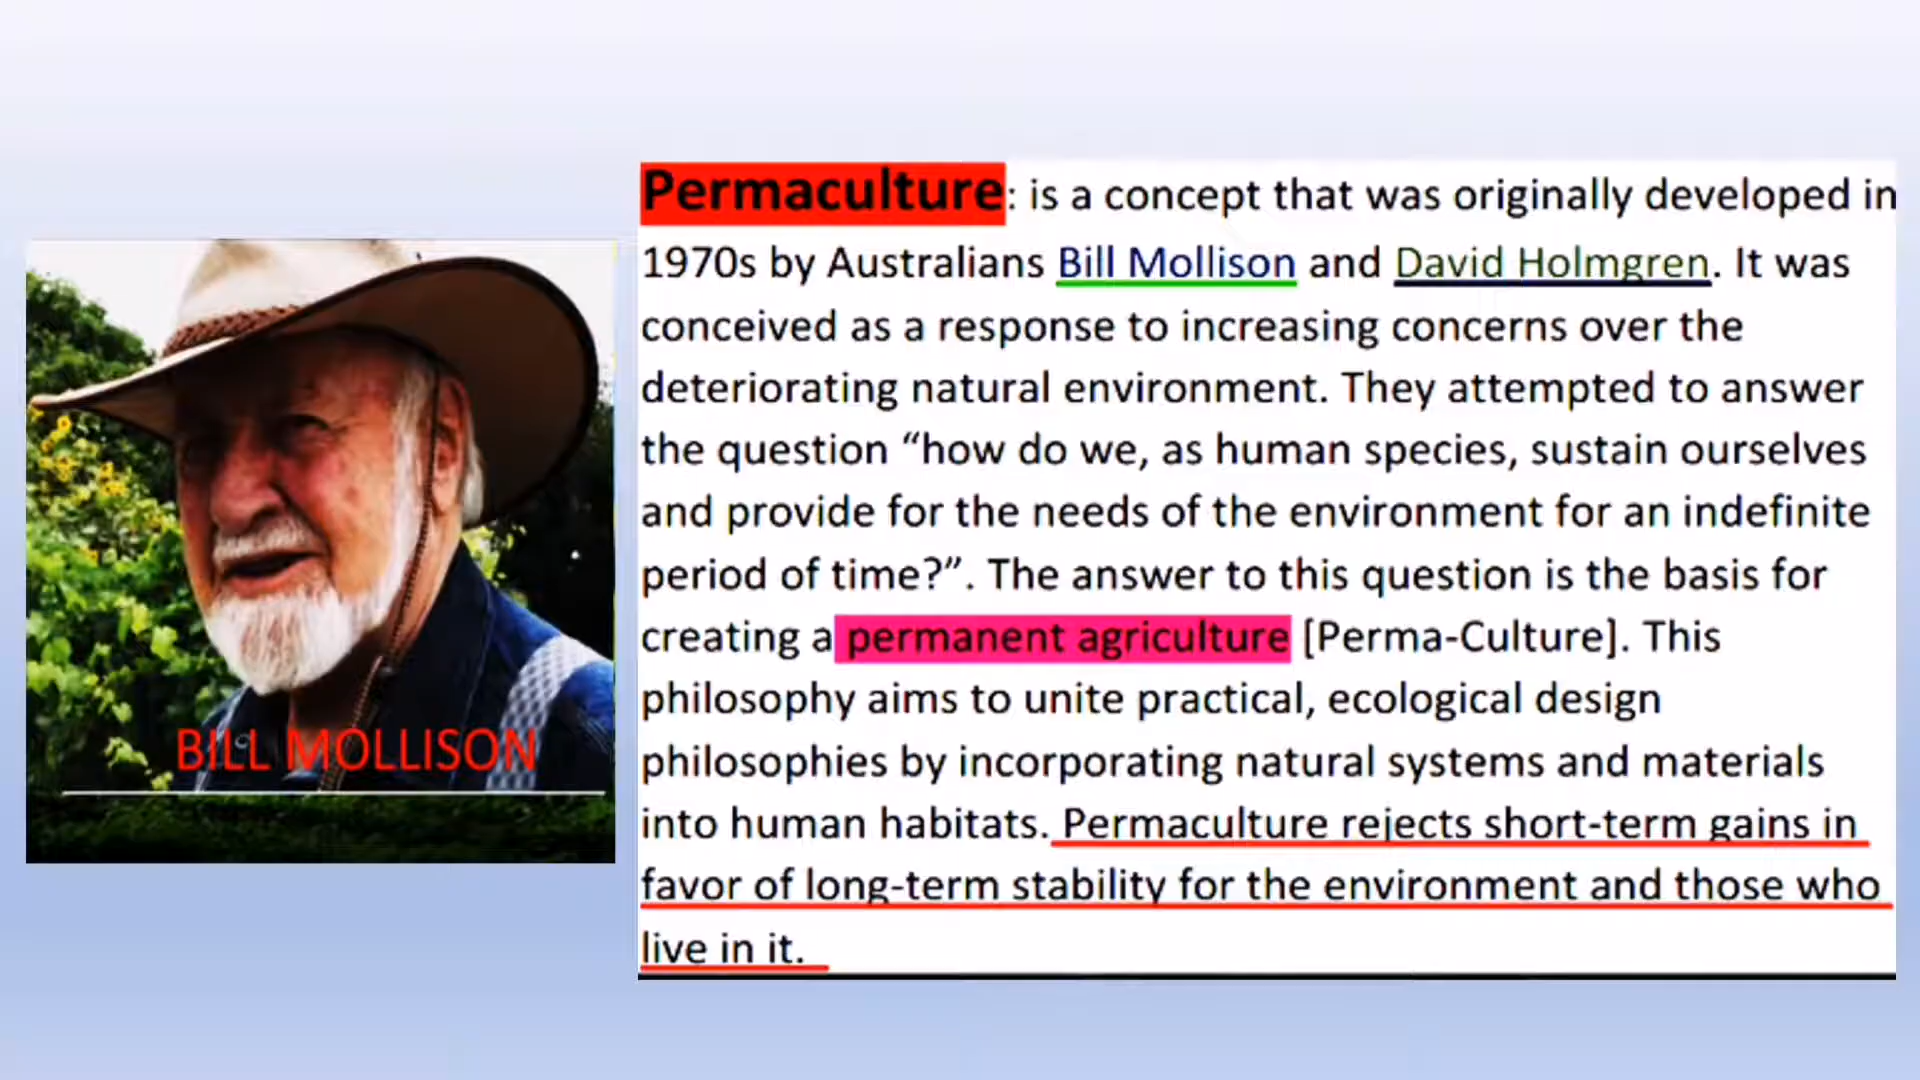 Permaculture: is a concept that was originally developed in
1970s by Australians Bill Mollison and David Holmgren. It was
conceived as a response to increasing concerns over the
deteriorating natural environment. They attempted to answer
the question “how do we, as human species, sustain ourselves
and provide for the needs of the environment for an indefinite
period of time?”. The answer to this question is the basis for
creating a permanent agriculture [Perma-Culture]. This
philosophy aims to unite practical, ecological design
philosophies by incorporating natural systems and materials
into human habitats. Permaculture rejects short-term gains in
favor of long-term stability for the environment and those who
live in it.
BILL MOLLISON